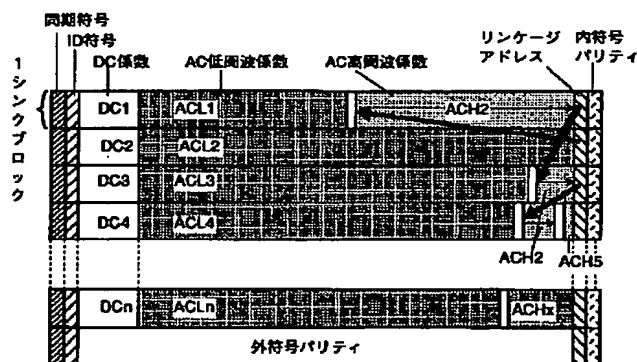 同期符号
ID符号
DC係数
AC低周波係数
AC高周波係数
リンケージ
アドレス
内符号
パリティ
1シンクブロック
DC1 ACL1 ACH2
DC2 ACL2
DC3 ACL3
DC4 ACL4
ACH2 ACH5
DCn ACLn ACHx
外符号パリティ